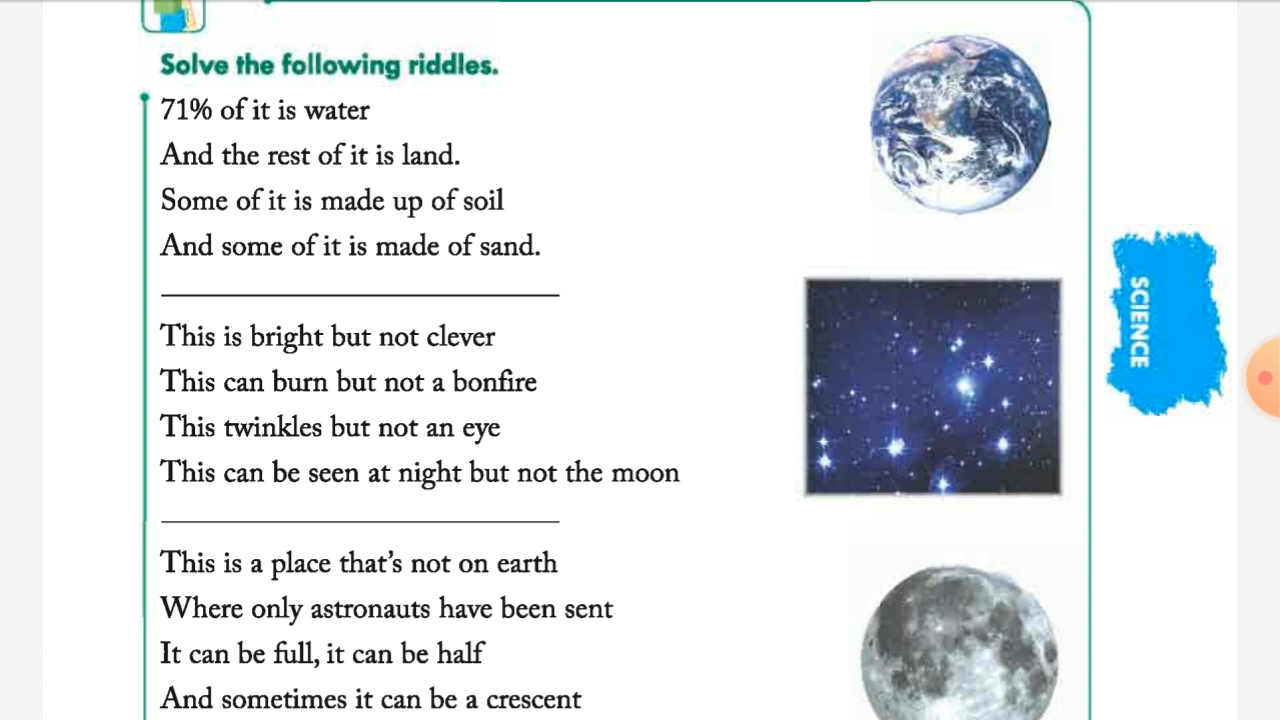 Solve the following riddles.
71% of it is water
And the rest of it is land.
Some of it is made up of soil
And some of it is made of sand.
This is bright but not clever
This can burn but not a bonfire
This twinkles but not an eye
This can be seen at night but not the moon
This is a place that's not on earth
Where only astronauts have been sent
It can be full, it can be half
And sometimes it can be a crescent
SCIENCE